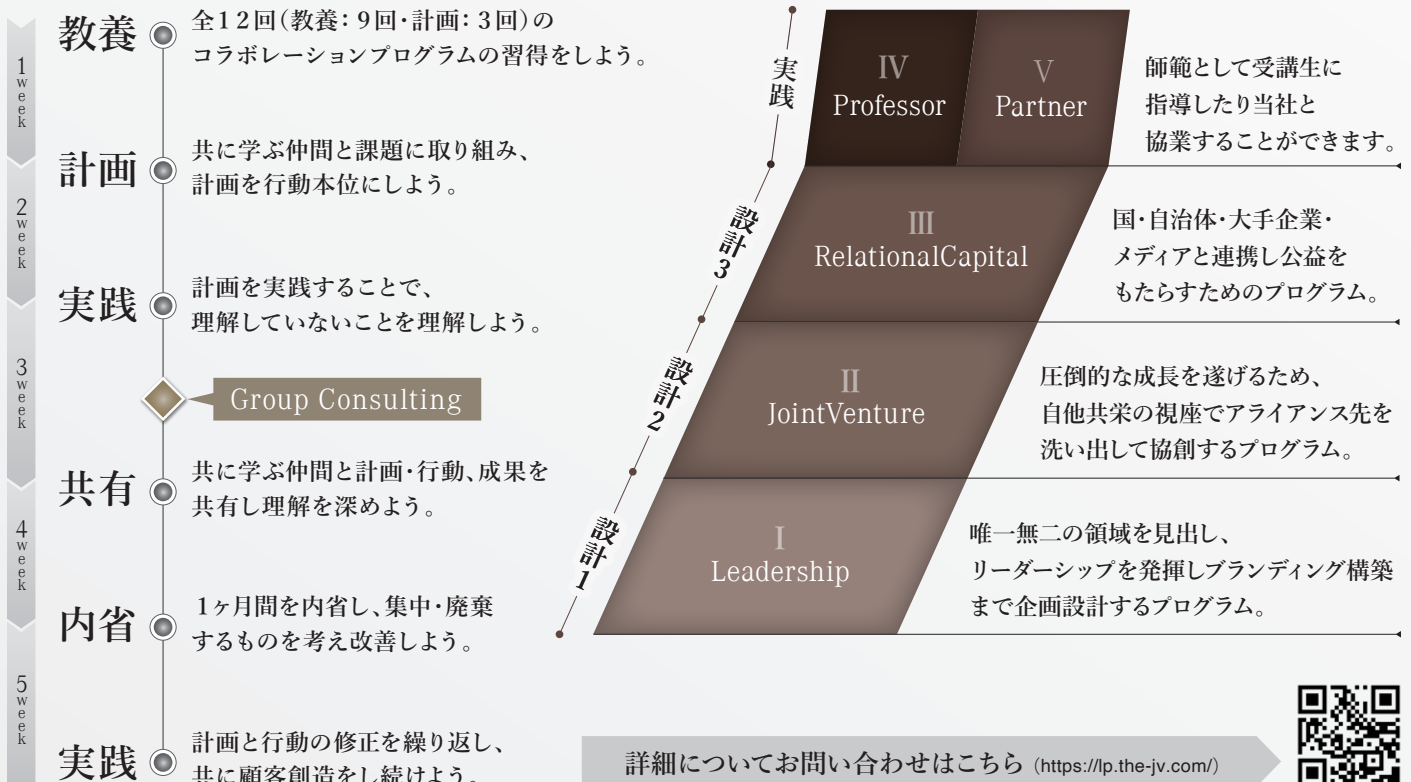 1week
2week
3week
4week
5week
教養
全12回(教養:9回・計画:3回)の
コラボレーションプログラムの習得をしよう。
計画
共に学ぶ仲間と課題に取り組み、
計画を行動本位にしよう。
実践
計画を実践することで、
理解していないことを理解しよう。
Group Consulting
共有
共に学ぶ仲間と計画・行動、成果を
共有し理解を深めよう。
内省
1ヶ月間を内省し、集中・廃棄
するものを考え改善しよう。
実践
計画と行動の修正を繰り返し、
共に顧客創造をし続けよう。
実践
設計3
設計2
設計1
Ⅳ
Professor
Ⅴ
Partner
師範として受講生に
指導したり当社と
協業することができます。
Ⅲ
RelationalCapital
国・自治体・大手企業・
メディアと連携し公益を
もたらすためのプログラム。
Ⅱ
JointVenture
圧倒的な成長を遂げるため、
自他共栄の視座でアライアンス先を
洗い出して協創するプログラム。
Ⅰ
Leadership
唯一無二の領域を見出し、
リーダーシップを発揮しブランディング構築
まで企画設計するプログラム。
詳細についてお問い合わせはこちら (https://lp.the-jv.com/)